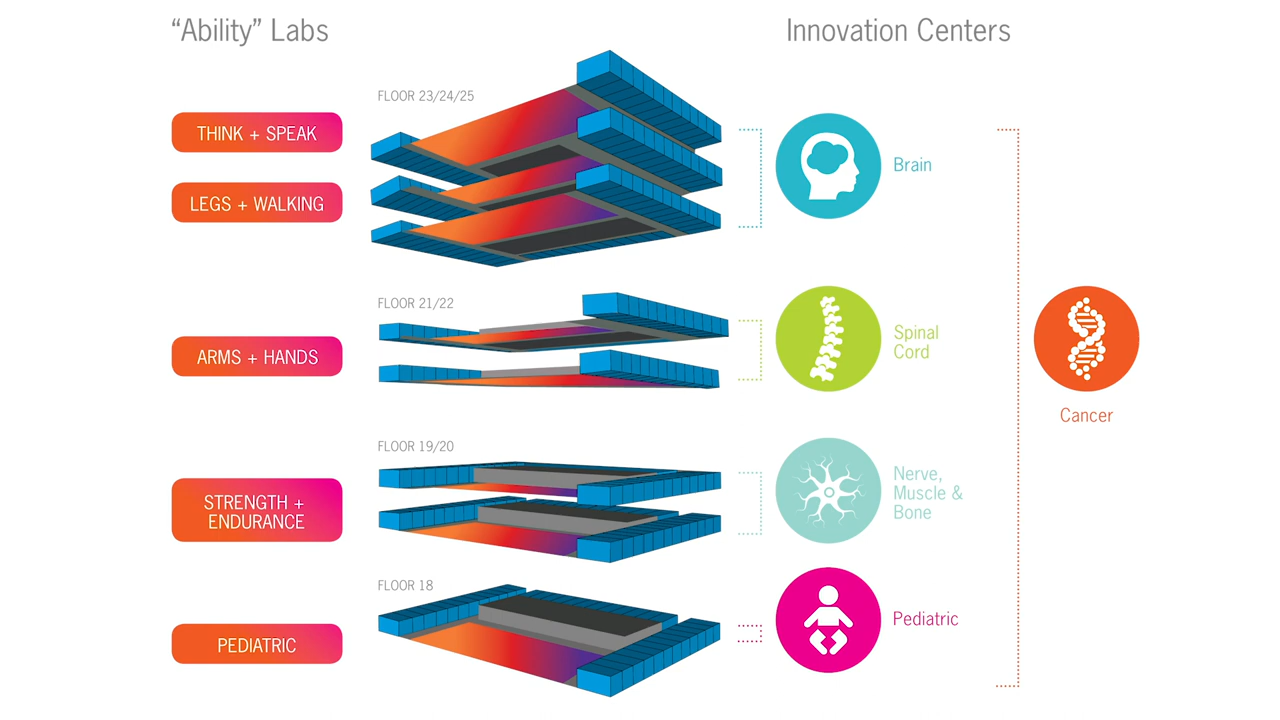 “Ability” Labs
Innovation Centers
FLOOR 23/24/25
THINK + SPEAK
LEGS + WALKING
Brain
FLOOR 21/22
ARMS + HANDS
Spinal
Cord
Cancer
FLOOR 19/20
STRENGTH +
ENDURANCE
Nerve,
Muscle &
Bone
FLOOR 18
PEDIATRIC
Pediatric